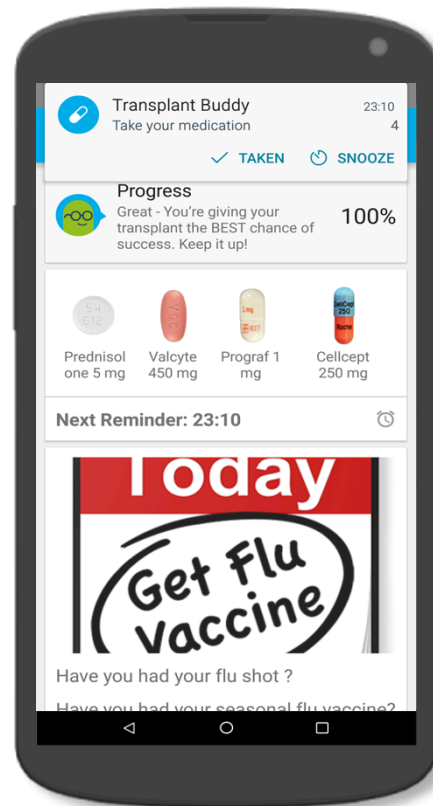 Transplant Buddy 23:10
Take your medication 4
TAKEN SNOOZE
Progress
Great - You're giving your
transplant the BEST chance of
success. Keep it up!
100%
54
612
VGC
1mg
617
CellCept
250
Roche
Prednisol
one 5 mg
Valcyte
450 mg
Prograf 1
mg
Cellcept
250 mg
Next Reminder: 23:10
Today
Get Flu
Vaccine
Have you had your flu shot ?
Have you had your seasonal flu vaccine?